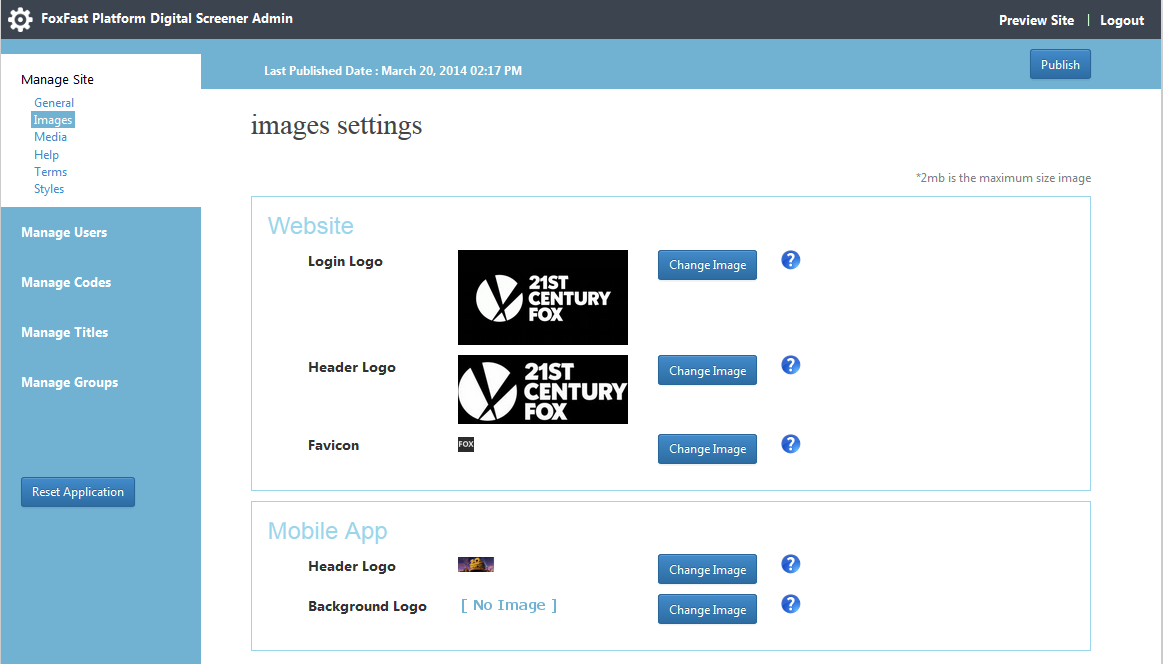 FoxFast Platform Digital Screener Admin
Preview Site | Logout
Last Published Date : March 20, 2014 02:17 PM
Publish
Manage Site
General
Images
Media
Help
Terms
Styles
Manage Users
Manage Codes
Manage Titles
Manage Groups
Reset Application
images settings
*2mb is the maximum size image
Website
Login Logo
21ST
CENTURY
FOX
Change Image
?
Header Logo
21ST
CENTURY
FOX
Change Image
?
Favicon
FOX
Change Image
?
Mobile App
Header Logo
Change Image
?
Background Logo
[ No Image ]
Change Image
?